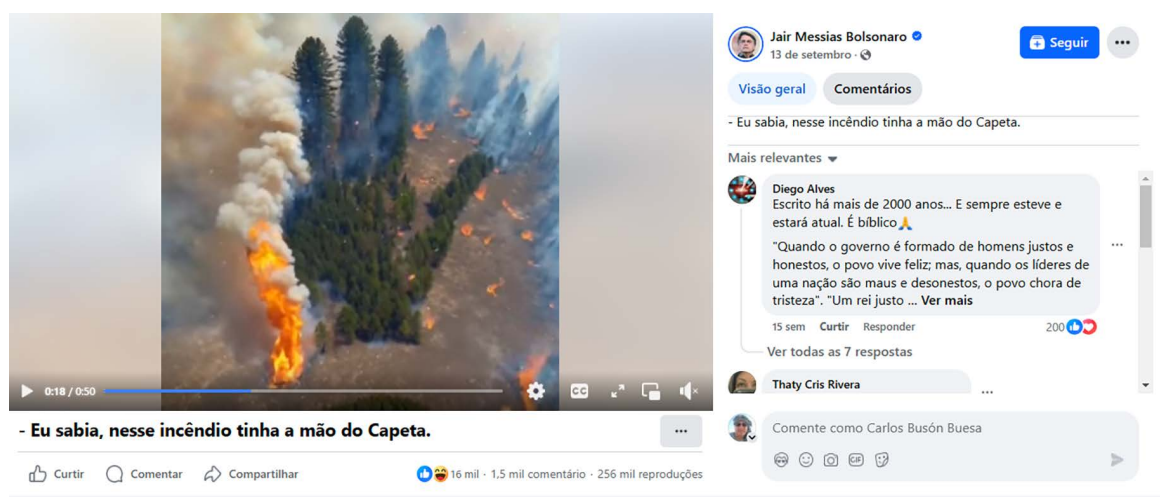 Jair Messias Bolsonaro
13 de setembro ·
Seguir
Visão geral
Comentários
- Eu sabia, nesse incêndio tinha a mão do Capeta.
Mais relevantes
Diego Alves
Escrito há mais de 2000 anos... E sempre esteve e
estará atual. É bíblico🙏
"Quando o governo é formado de homens justos e
honestos, o povo vive feliz; mas, quando os líderes de
uma nação são maus e desonestos, o povo chora de
tristeza". "Um rei justo ... Ver mais
15 sem Curtir Responder 200
Ver todas as 7 respostas
Thaty Cris Rivera
Comente como Carlos Busón Buesa
GIF
0:18 / 0:50
CC
- Eu sabia, nesse incêndio tinha a mão do Capeta.
Curtir Comentar Compartilhar 16 mil · 1,5 mil comentário · 256 mil reproduções